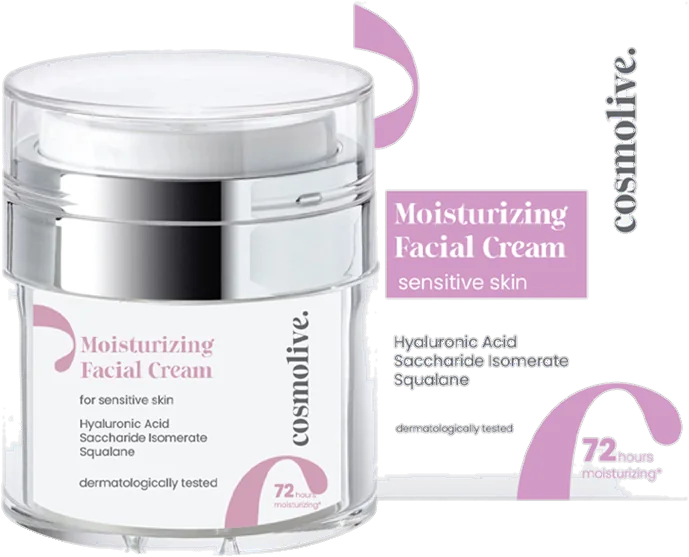 Moisturizing
Facial Cream
for sensitive skin
Hyaluronic Acid
Saccharide Isomerate
Squalane
dermatologically tested
cosmolive.
72 hours
moisturizing*
cosmolive.
Moisturizing
Facial Cream
sensitive skin
Hyaluronic Acid
Saccharide Isomerate
Squalane
dermatologically tested
72 hours
moisturizing*